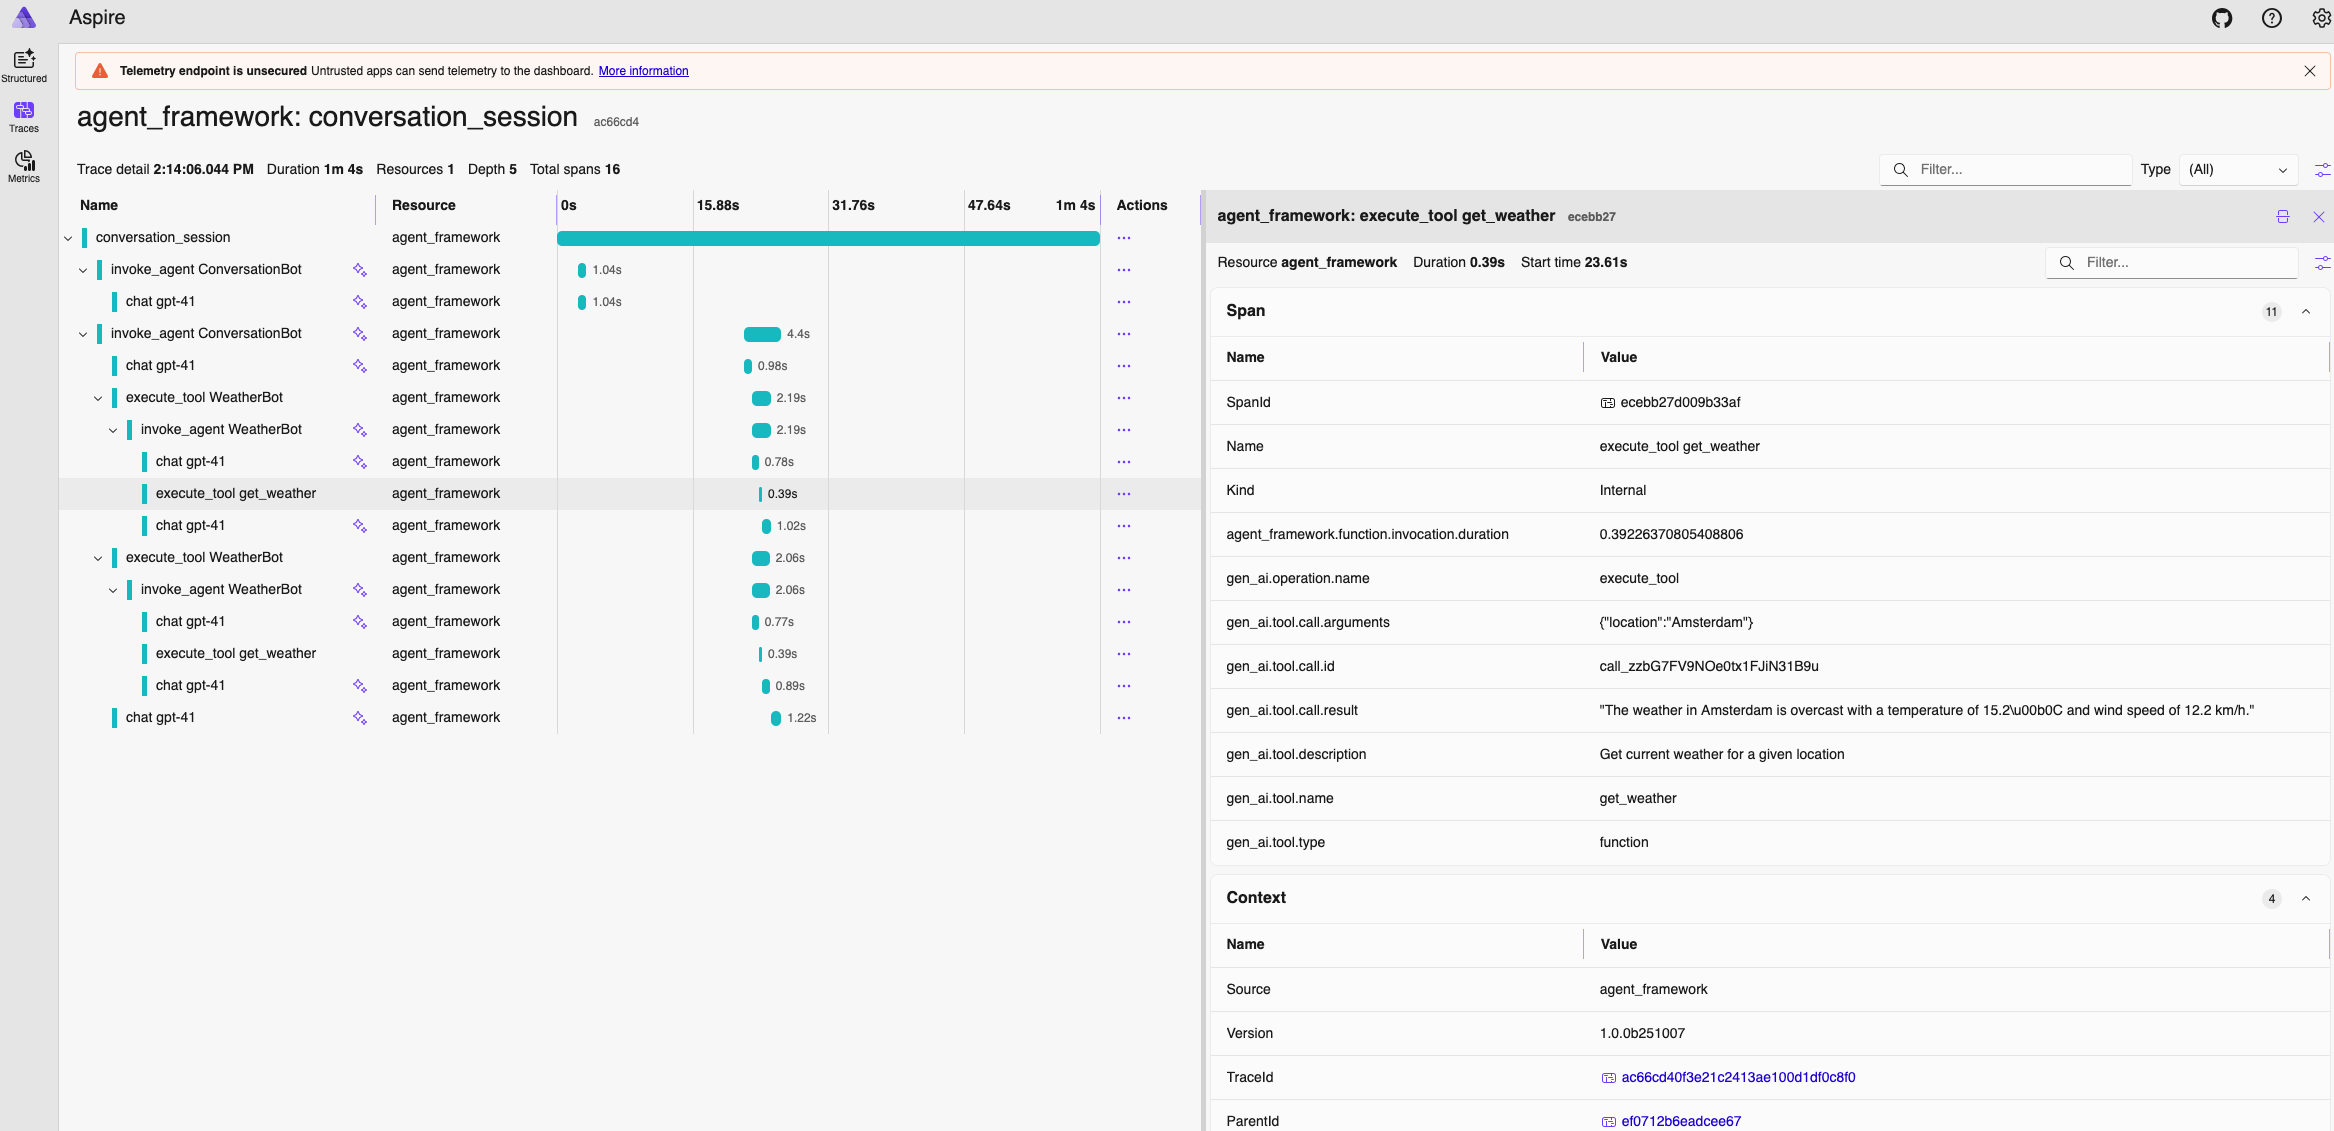 Aspire
Structured
Traces
Metrics
Telemetry endpoint is unsecured Untrusted apps can send telemetry to the dashboard. More information
agent_framework: conversation_session ac66cd4
Trace detail 2:14:06.044 PM Duration 1m 4s Resources 1 Depth 5 Total spans 16
Filter...
Type (All)
Name Resource 0s 15.88s 31.76s 47.64s 1m 4s Actions
conversation_session agent_framework
invoke_agent ConversationBot agent_framework 1.04s
chat gpt-41 agent_framework 1.04s
invoke_agent ConversationBot agent_framework 4.4s
chat gpt-41 agent_framework 0.98s
execute_tool WeatherBot agent_framework 2.19s
invoke_agent WeatherBot agent_framework 2.19s
chat gpt-41 agent_framework 0.78s
execute_tool get_weather agent_framework 0.39s
chat gpt-41 agent_framework 1.02s
execute_tool WeatherBot agent_framework 2.06s
invoke_agent WeatherBot agent_framework 2.06s
chat gpt-41 agent_framework 0.77s
execute_tool get_weather agent_framework 0.39s
chat gpt-41 agent_framework 0.89s
chat gpt-41 agent_framework 1.22s
agent_framework: execute_tool get_weather ecebb27
Resource agent_framework Duration 0.39s Start time 23.61s
Filter...
Span 11
Name Value
SpanId ecebb27d009b33af
Name execute_tool get_weather
Kind Internal
agent_framework.function.invocation.duration 0.39226370805408806
gen_ai.operation.name execute_tool
gen_ai.tool.call.arguments {"location":"Amsterdam"}
gen_ai.tool.call.id call_zzbG7FV9NOe0tx1FJiN31B9u
gen_ai.tool.call.result "The weather in Amsterdam is overcast with a temperature of 15.2\u00b0C and wind speed of 12.2 km/h."
gen_ai.tool.description Get current weather for a given location
gen_ai.tool.name get_weather
gen_ai.tool.type function
Context 4
Name Value
Source agent_framework
Version 1.0.0b251007
TraceId ac66cd40f3e21c2413ae100d1df0c8f0
ParentId ef0712b6eadcee67